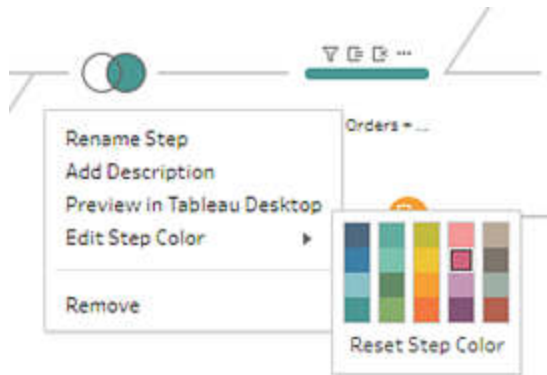 Orders = ...
Rename Step
Add Description
Preview in Tableau Desktop
Edit Step Color
Remove
Reset Step Color